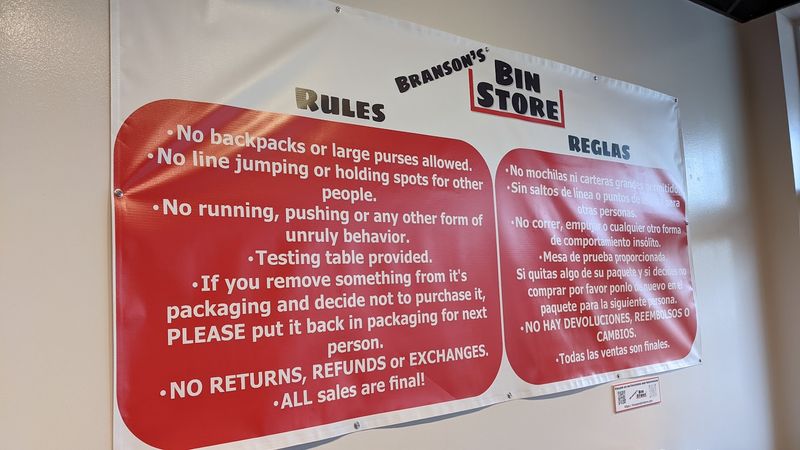 BRANSON'S
BIN
STORE
RULES
•No backpacks or large purses allowed.
•No line jumping or holding spots for other
people.
•No running, pushing or any other form of
unruly behavior.
•Testing table provided.
•If you remove something from it's
packaging and decide not to purchase it,
PLEASE put it back in packaging for next
person.
•NO RETURNS, REFUNDS or EXCHANGES.
•ALL sales are final!
REGLAS
•No mochilas ni carteras grandes
•Sin saltos de línea o puntos de para
otras personas.
•No correr, empujar o cualquier otro forma
de comportamiento insólito.
•Mesa de prueba proporcionada.
Si quitas algo de su paquete y si decides no
comprar por favor ponlo de nuevo en el
paquete para la siguiente persona.
•NO HAY DEVOLUCIONES, REEMBOLSOS O
CAMBIOS.
•Todas las ventas son finales.
BIN
STORE